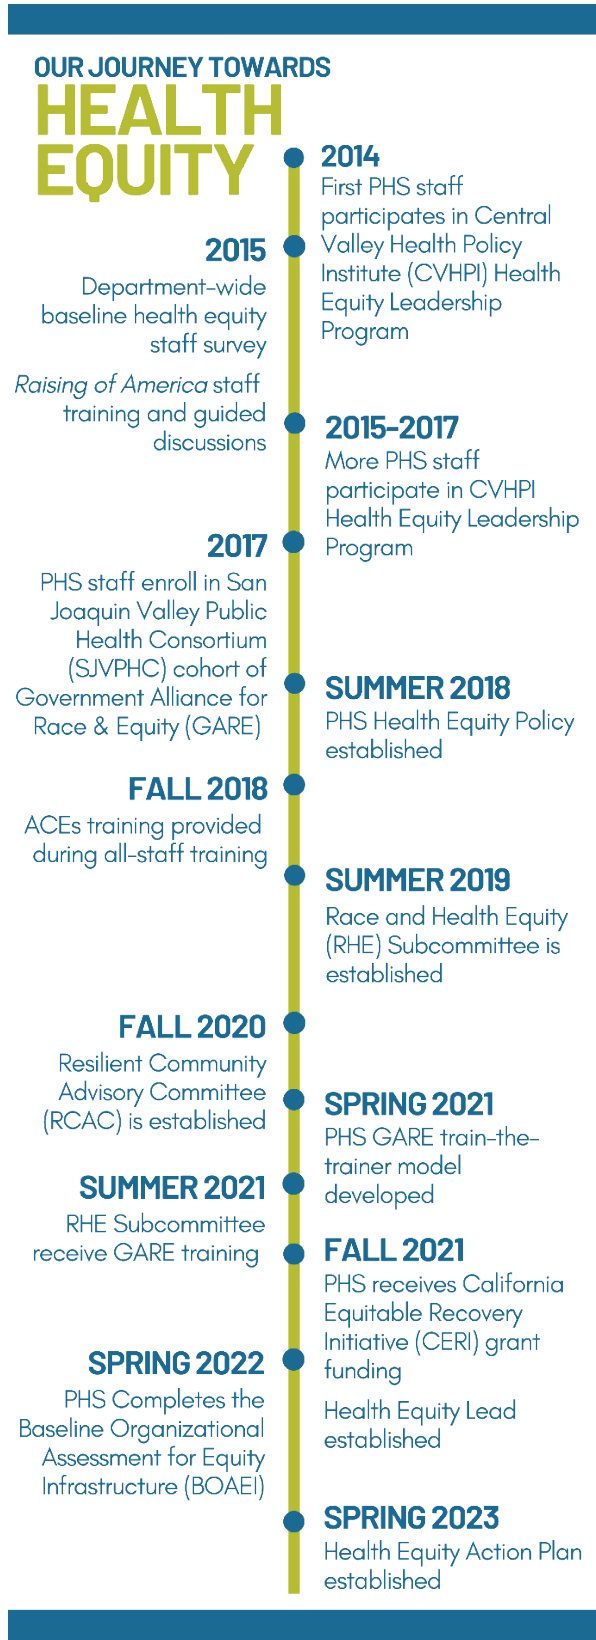 OUR JOURNEY TOWARDS
HEALTH
EQUITY
2014
First PHS staff
participates in Central
Valley Health Policy
Institute (CVHPI) Health
Equity Leadership
Program
2015
Department-wide
baseline health equity
staff survey
Raising of America staff
training and guided
discussions
2015-2017
More PHS staff
participate in CVHPI
Health Equity Leadership
Program
2017
PHS staff enroll in San
Joaquin Valley Public
Health Consortium
(SJVPHC) cohort of
Government Alliance for
Race & Equity (GARE)
SUMMER 2018
PHS Health Equity Policy
established
FALL 2018
ACEs training provided
during all-staff training
SUMMER 2019
Race and Health Equity
(RHE) Subcommittee is
established
FALL 2020
Resilient Community
Advisory Committee
(RCAC) is established
SPRING 2021
PHS GARE train-the-
trainer model
developed
SUMMER 2021
RHE Subcommittee
receive GARE training
FALL 2021
PHS receives California
Equitable Recovery
Initiative (CERI) grant
funding
Health Equity Lead
established
SPRING 2022
PHS Completes the
Baseline Organizational
Assessment for Equity
Infrastructure (BOAEI)
SPRING 2023
Health Equity Action Plan
established